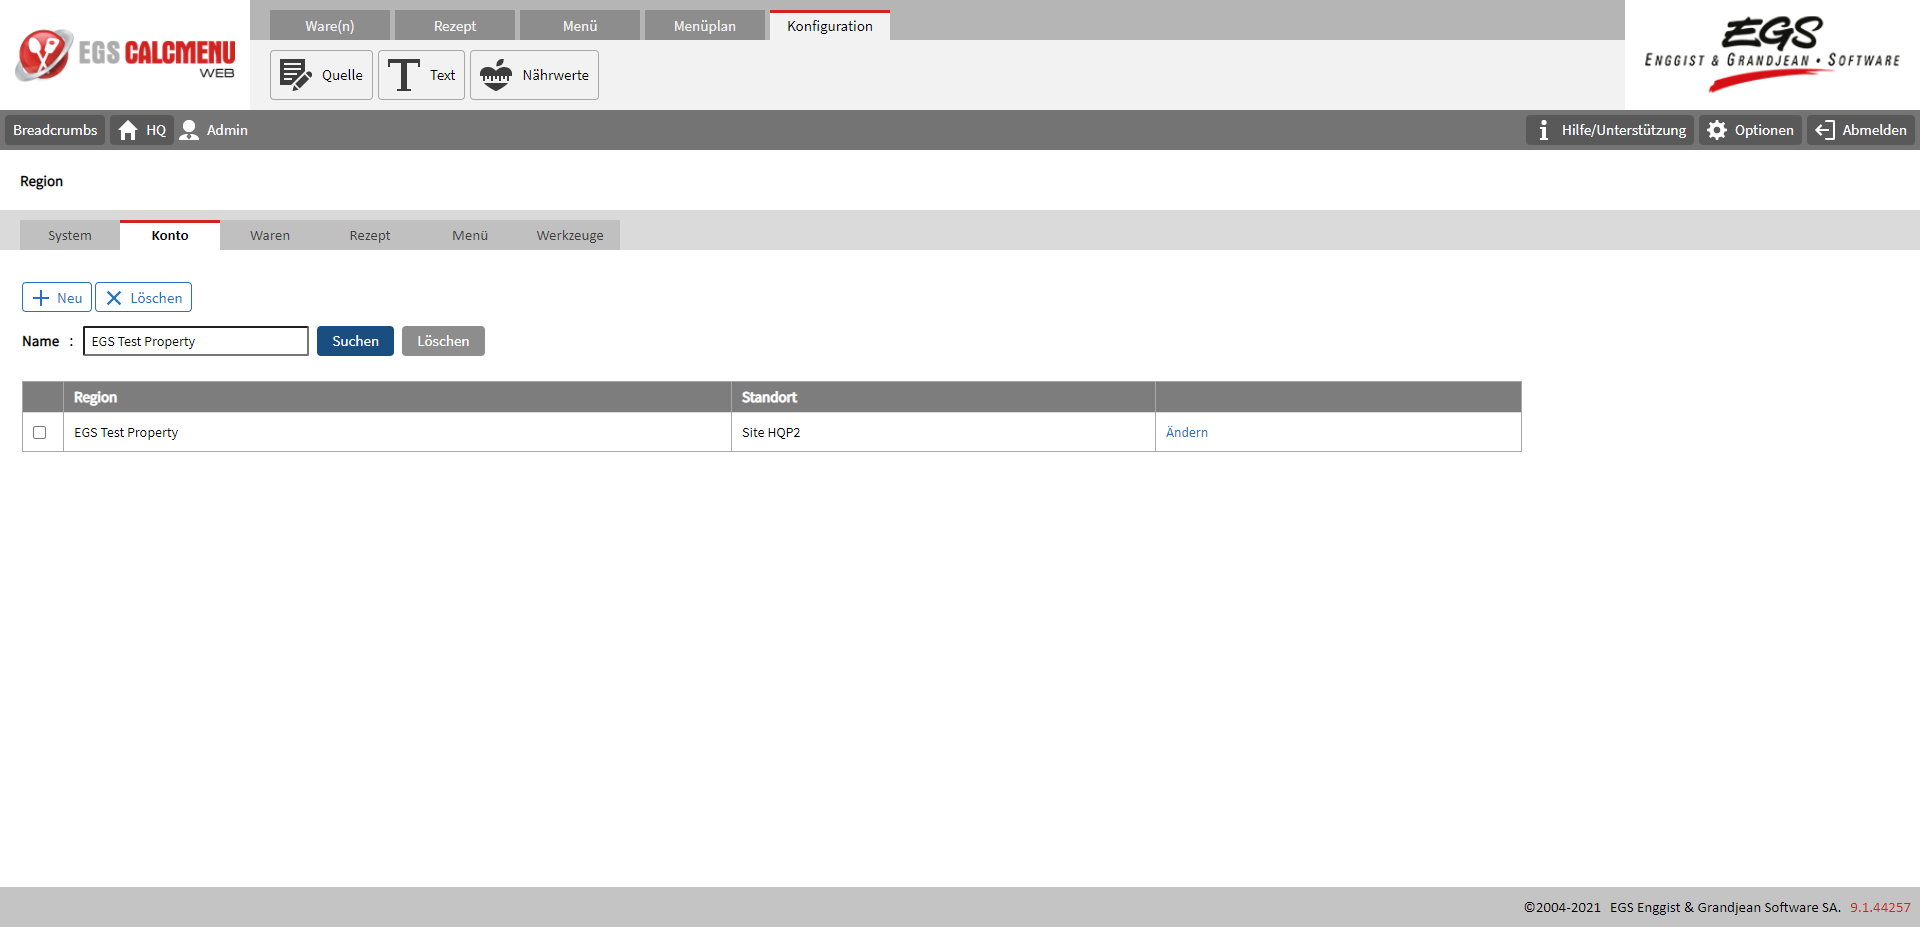 EGS CALCMENU
WEB
Ware(n)
Rezept
Menü
Menüplan
Konfiguration
Quelle
Text
Nährwerte
EGS
ENGGIST & GRANDJEAN • SOFTWARE
Breadcrumbs
HQ
Admin
Hilfe/Unterstützung
Optionen
Abmelden
Region
System
Konto
Waren
Rezept
Menü
Werkzeuge
Neu
Löschen
Name :
EGS Test Property
Suchen
Löschen
Region
Standort
EGS Test Property
Site HQP2
Ändern
©2004-2021 EGS Enggist & Grandjean Software SA. 9.1.44257